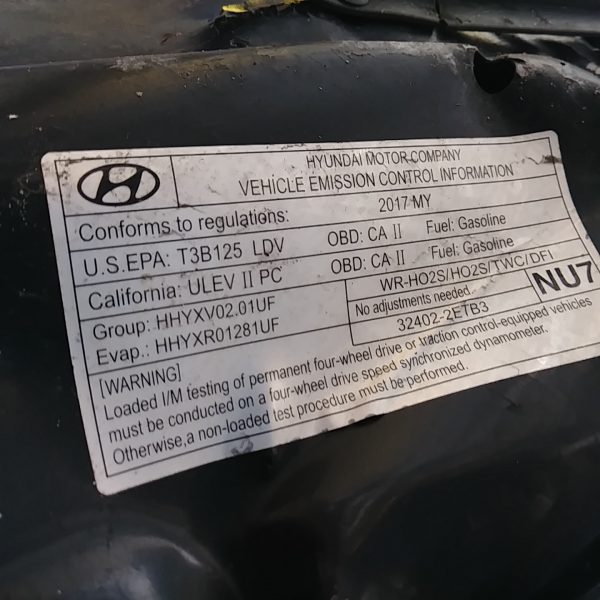 HYUNDAI MOTOR COMPANY
VEHICLE EMISSION CONTROL INFORMATION
Conforms to regulations: 2017 MY
U.S.EPA: T3B125 LDV OBD: CA II Fuel: Gasoline
California: ULEV II PC OBD: CA II Fuel: Gasoline
Group: HHYXV02.01UF WR-HO2S/HO2S/TWC/DFI
Evap.: HHYXR01281UF No adjustments needed.
32402-2ETB3 NU7
[WARNING]
Loaded I/M testing of permanent four-wheel drive or traction control-equipped vehicles
must be conducted on a four-wheel drive speed synchronized dynamometer.
Otherwise,a non-loaded test procedure must be performed.